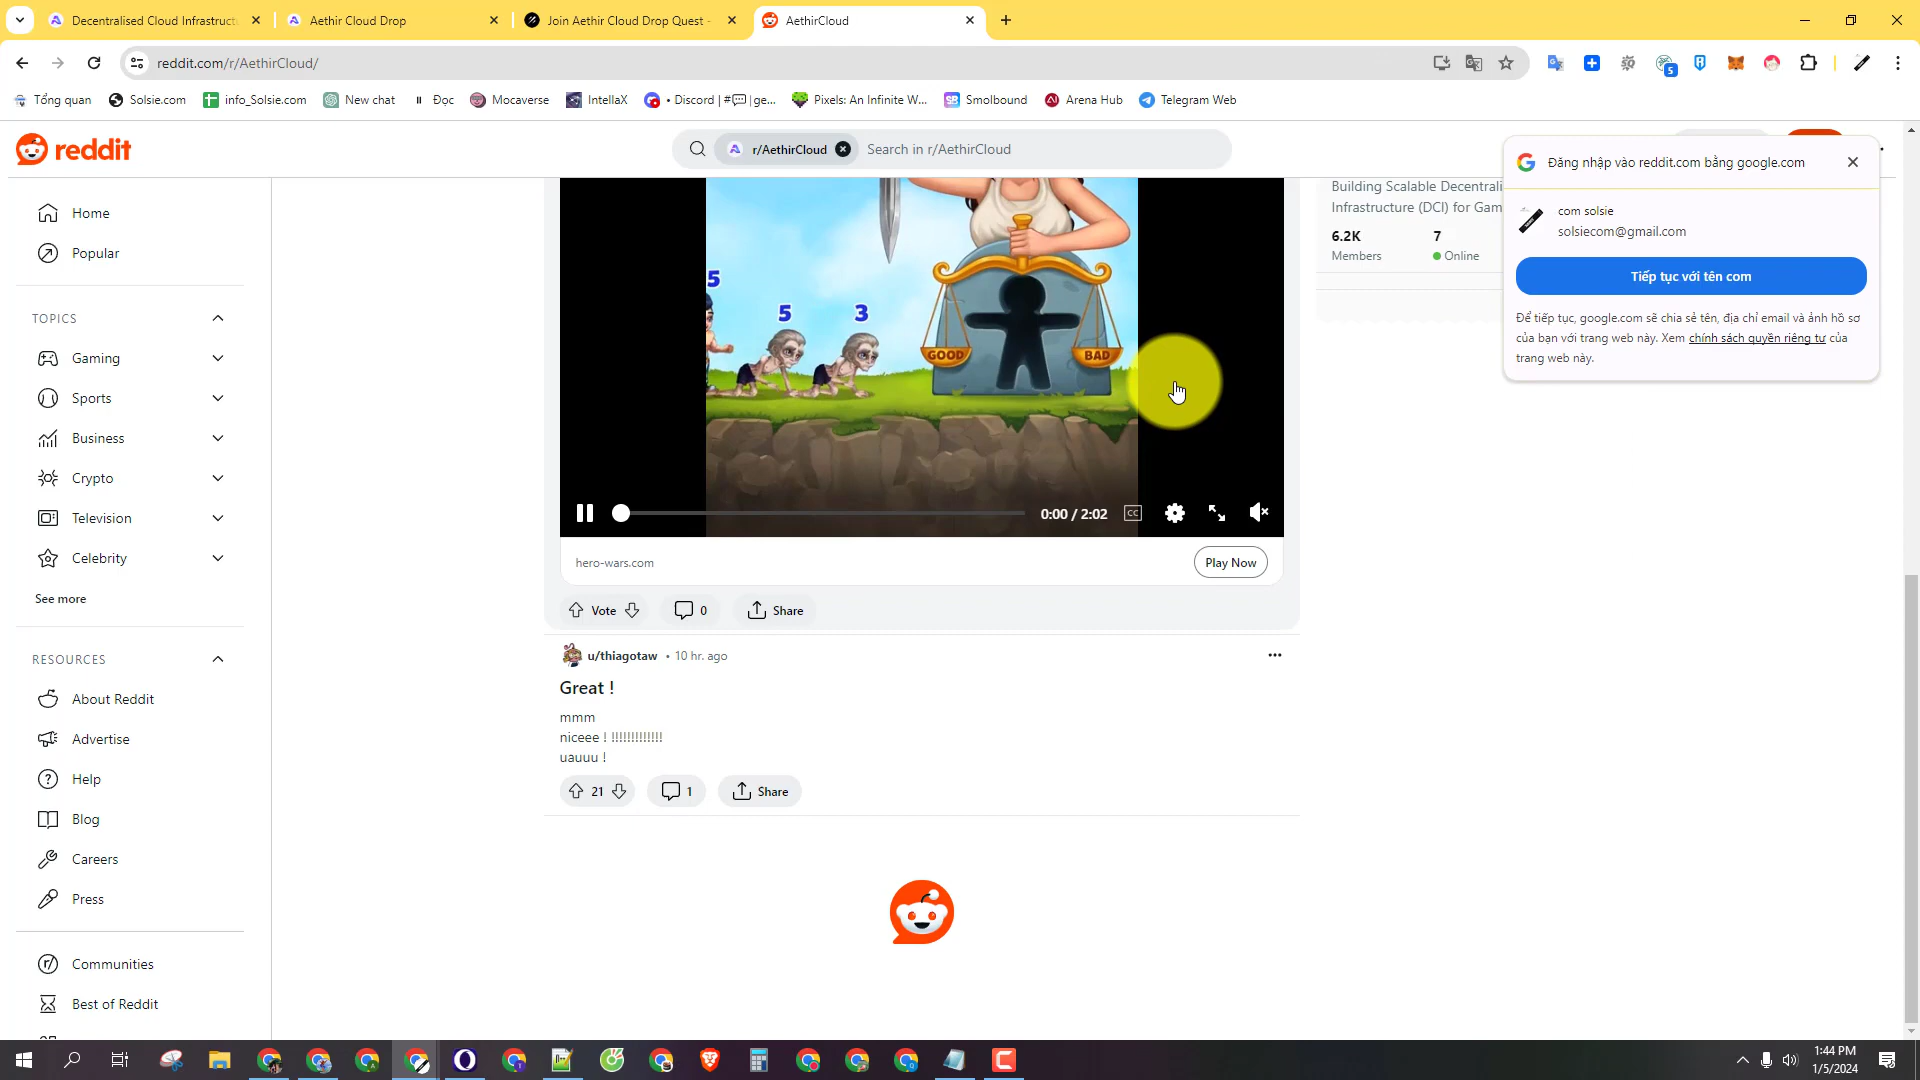 Decentralised Cloud Infrastructu
Aethir Cloud Drop
Join Aethir Cloud Drop Quest -
AethirCloud
reddit.com/r/AethirCloud/
Tổng quan
Solsie.com
info_Solsie.com
New chat
Đọc
Mocaverse
IntellaX
• Discord | #💬|ge...
Pixels: An Infinite W...
Smolbound
Arena Hub
Telegram Web
reddit
r/AethirCloud
Search in r/AethirCloud
Home
Popular
TOPICS
Gaming
Sports
Business
Crypto
Television
Celebrity
See more
RESOURCES
About Reddit
Advertise
Help
Blog
Careers
Press
Communities
Best of Reddit
5
5
3
GOOD
BAD
0:00 / 2:02
CC
hero-wars.com
Play Now
Vote
0
Share
u/thiagotaw • 10 hr. ago
Great !
mmm
niceee ! !!!!!!!!!!!!!
uauuu !
21
1
Share
Building Scalable Decentrali
Infrastructure (DCI) for Gam
6.2K
7
Members
Online
Đăng nhập vào reddit.com bằng google.com
com solsie
solsiecom@gmail.com
Tiếp tục với tên com
Để tiếp tục, google.com sẽ chia sẻ tên, địa chỉ email và ảnh hồ sơ
của bạn với trang web này. Xem chính sách quyền riêng tư của
trang web này.
1:44 PM
1/5/2024